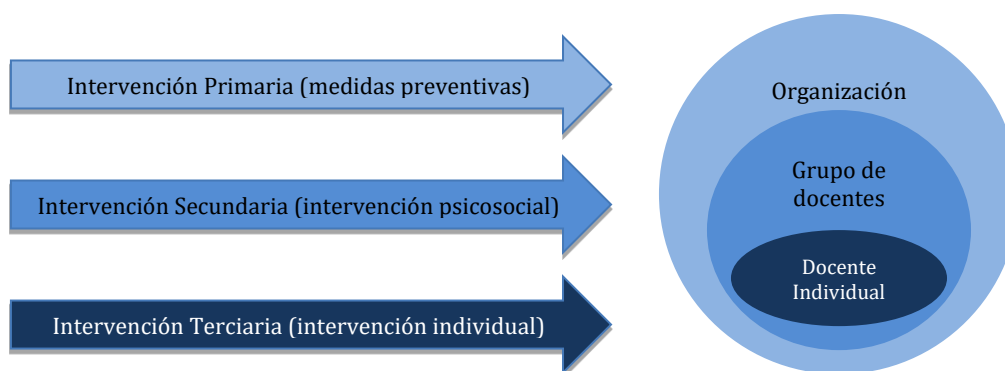 Intervención Primaria (medidas preventivas)
Intervención Secundaria (intervención psicosocial)
Intervención Terciaria (intervención individual)
Organización
Grupo de
docentes
Docente
Individual